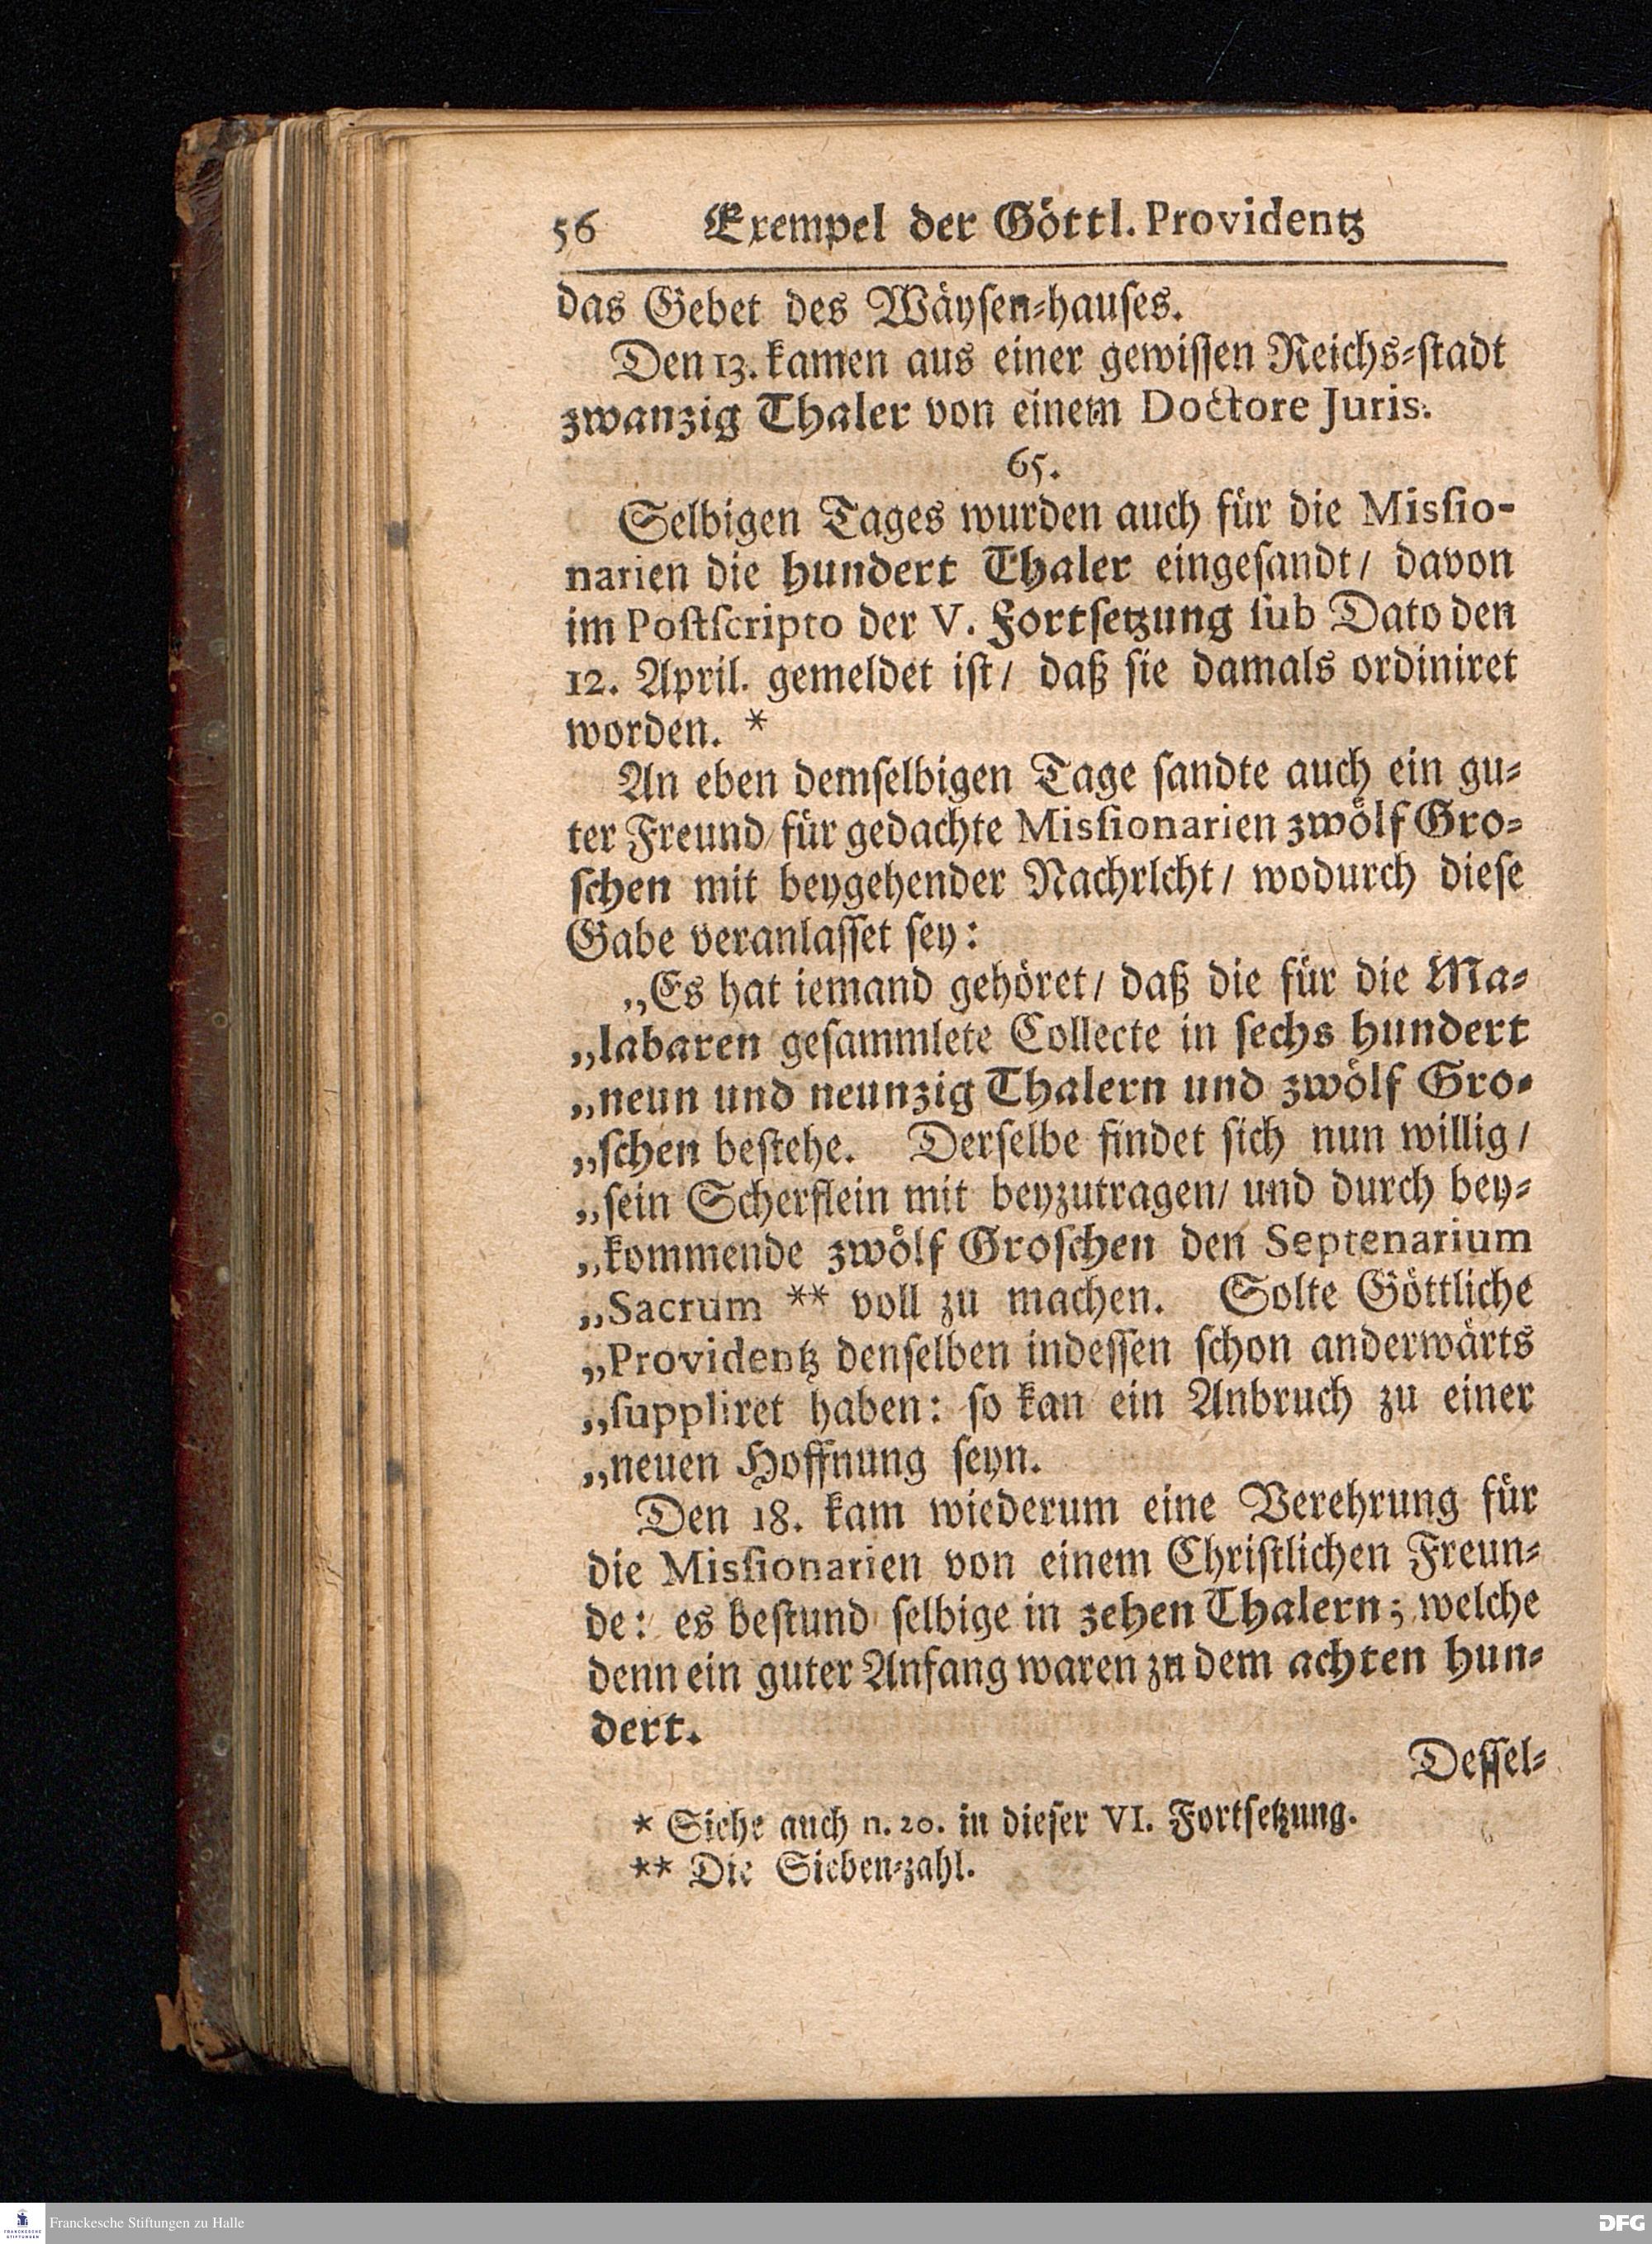 56 Exempel der Göttl. Providentz
das Gebet des Wäysen-hauses.
Den 13. kamen aus einer gewissen Reichs-stadt
zwanzig Thaler von einem Doctore Juris.
65.
Selbigen Tages wurden auch für die Missio-
narien die hundert Thaler eingesandt/ davon
im Postscripto der V. Fortsetzung sub Dato den
12. April. gemeldet ist/ daß sie damals ordiniret
worden. *
An eben demselbigen Tage sandte auch ein gu-
ter Freund für gedachte Missionarien zwölf Gro-
schen mit beygehender Nachrlcht/ wodurch diese
Gabe veranlasset sey:
„Es hat iemand gehöret/ daß die für die Ma-
„labaren gesammlete Collecte in sechs hundert
„neun und neunzig Thalern und zwölf Gro-
„schen bestehe. Derselbe findet sich nun willig/
„sein Scherflein mit beyzutragen/ und durch bey-
„kommende zwölf Groschen den Septenarium
„Sacrum ** voll zu machen. Solte Göttliche
„Providentz denselben indessen schon anderwärts
„suppliret haben: so kan ein Anbruch zu einer
„neuen Hoffnung seyn.
Den 18. kam wiederum eine Verehrung für
die Missionarien von einem Christlichen Freun-
de: es bestund selbige in zehen Thalern; welche
denn ein guter Anfang waren zu dem achten hun-
dert.
Dessel-
* Siehe auch n. 20. in dieser VI. Fortsetzung.
** Die Sieben-zahl.
FRANCKESCHE STIFTUNGEN
Franckesche Stiftungen zu Halle
DFG